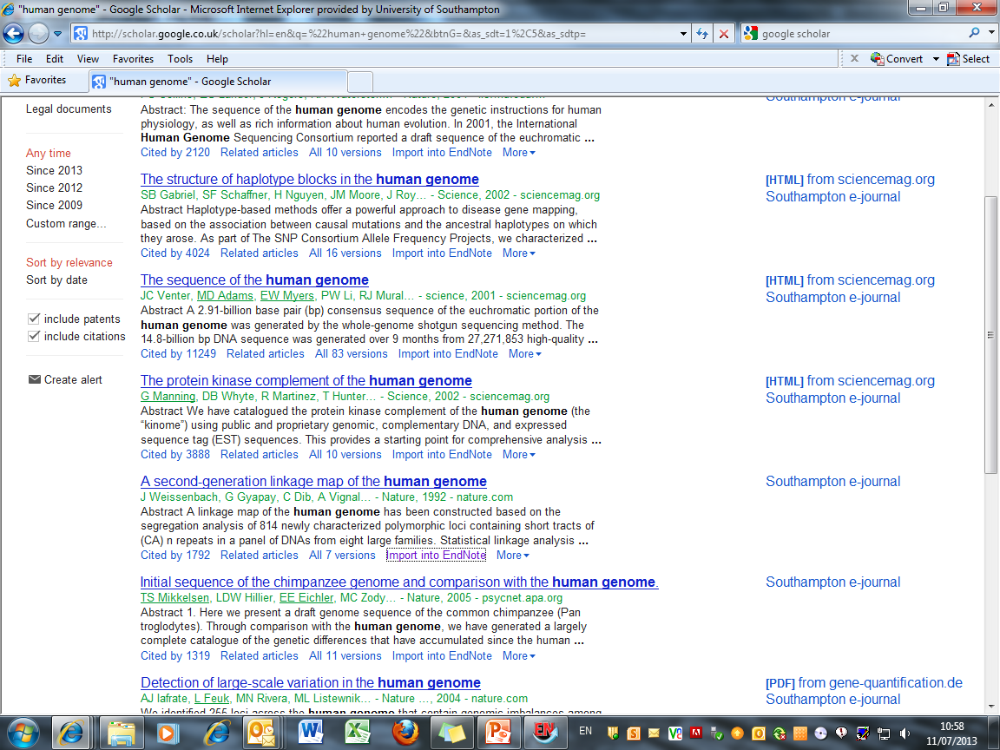 "human genome" - Google Scholar - Microsoft Internet Explorer provided by University of Southampton
http://scholar.google.co.uk/scholar?hl=en&q=%22human+genome%22&btnG=&as_sdt=1%2C5&as_sdtp=
google scholar
File Edit View Favorites Tools Help
Convert Select
Favorites
"human genome" - Google Scholar
Legal documents
Any time
Since 2013
Since 2012
Since 2009
Custom range...
Sort by relevance
Sort by date
include patents
include citations
Create alert
Southampton e-journal
Abstract: The sequence of the human genome encodes the genetic instructions for human
physiology, as well as rich information about human evolution. In 2001, the International
Human Genome Sequencing Consortium reported a draft sequence of the euchromatic ...
Cited by 2120 Related articles All 10 versions Import into EndNote More
The structure of haplotype blocks in the human genome
SB Gabriel, SF Schaffner, H Nguyen, JM Moore, J Roy... - Science, 2002 - sciencemag.org
Abstract Haplotype-based methods offer a powerful approach to disease gene mapping,
based on the association between causal mutations and the ancestral haplotypes on which
they arose. As part of The SNP Consortium Allele Frequency Projects, we characterized ...
Cited by 4024 Related articles All 16 versions Import into EndNote More
[HTML] from sciencemag.org
Southampton e-journal
The sequence of the human genome
JC Venter, MD Adams, EW Myers, PW Li, RJ Mural... - science, 2001 - sciencemag.org
Abstract A 2.91-billion base pair (bp) consensus sequence of the euchromatic portion of the
human genome was generated by the whole-genome shotgun sequencing method. The
14.8-billion bp DNA sequence was generated over 9 months from 27,271,853 high-quality ...
Cited by 11249 Related articles All 83 versions Import into EndNote More
[HTML] from sciencemag.org
Southampton e-journal
The protein kinase complement of the human genome
G Manning, DB Whyte, R Martinez, T Hunter... - Science, 2002 - sciencemag.org
Abstract We have catalogued the protein kinase complement of the human genome (the
“kinome”) using public and proprietary genomic, complementary DNA, and expressed
sequence tag (EST) sequences. This provides a starting point for comprehensive analysis ...
Cited by 3888 Related articles All 10 versions Import into EndNote More
[HTML] from sciencemag.org
Southampton e-journal
A second-generation linkage map of the human genome
J Weissenbach, G Gyapay, C Dib, A Vignal... - Nature, 1992 - nature.com
Abstract A linkage map of the human genome has been constructed based on the
segregation analysis of 814 newly characterized polymorphic loci containing short tracts of
(CA) n repeats in a panel of DNAs from eight large families. Statistical linkage analysis ...
Cited by 1792 Related articles All 7 versions Import into EndNote More
Southampton e-journal
Initial sequence of the chimpanzee genome and comparison with the human genome.
TS Mikkelsen, LDW Hillier, EE Eichler, MC Zody... - Nature, 2005 - psycnet.apa.org
Abstract 1. Here we present a draft genome sequence of the common chimpanzee (Pan
troglodytes). Through comparison with the human genome, we have generated a largely
complete catalogue of the genetic differences that have accumulated since the human ...
Cited by 1319 Related articles All 11 versions Import into EndNote More
Southampton e-journal
Detection of large-scale variation in the human genome
AJ Iafrate, L Feuk, MN Rivera, ML Listewnik... - Nature ..., 2004 - nature.com
We identified 255 loci across the human genome that contain genomic imbalances among
[PDF] from gene-quantification.de
Southampton e-journal
EN
10:58
11/07/2013